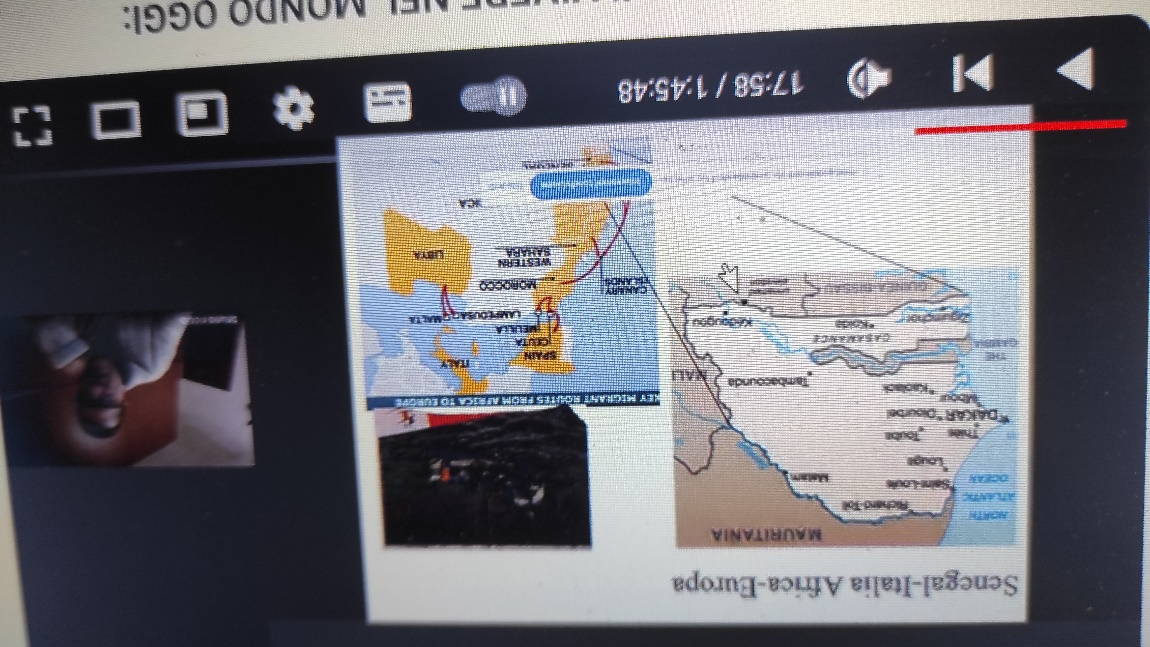 Senegal-Italia Africa-Europa
MAURITANIA
NORTH
ATLANTIC
OCEAN
Richard Toll
Saint-Louis
Matam
Louga
Touba
Thiès
DAKAR
Diourbel
Mbour
Kaolack
Tambacounda
MALI
THE
GAMBIA
CASAMANCE
Kolda
Kédougou
Ziguinchor
GUINEA-BISSAU
KEY MIGRANT ROUTES FROM AFRICA TO EUROPE
SPAIN
ITALY
CEUTA
MELILLA
LAMPEDUSA
MALTA
MOROCCO
CANARY
ISLANDS
WESTERN
SAHARA
LIBYA
17:58 / 1:45:48
VIVERE NEL MONDO OGGI: